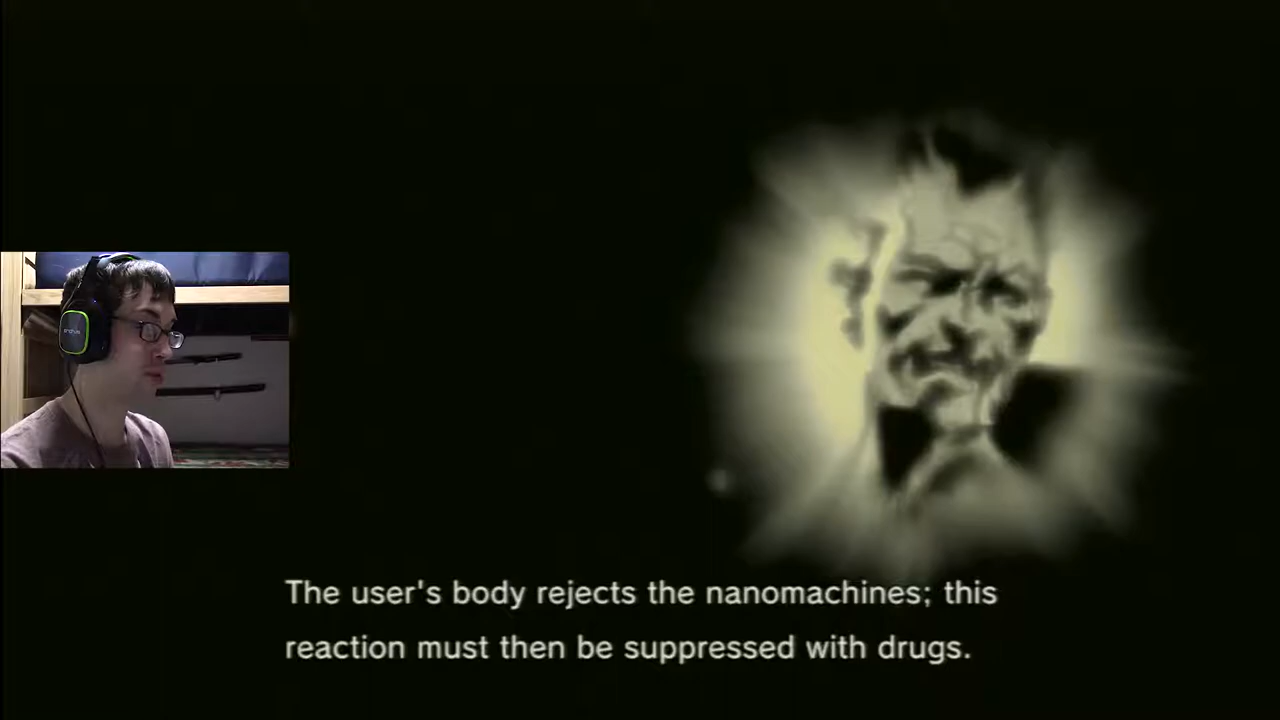 The user's body rejects the nanomachines; this
reaction must then be suppressed with drugs.